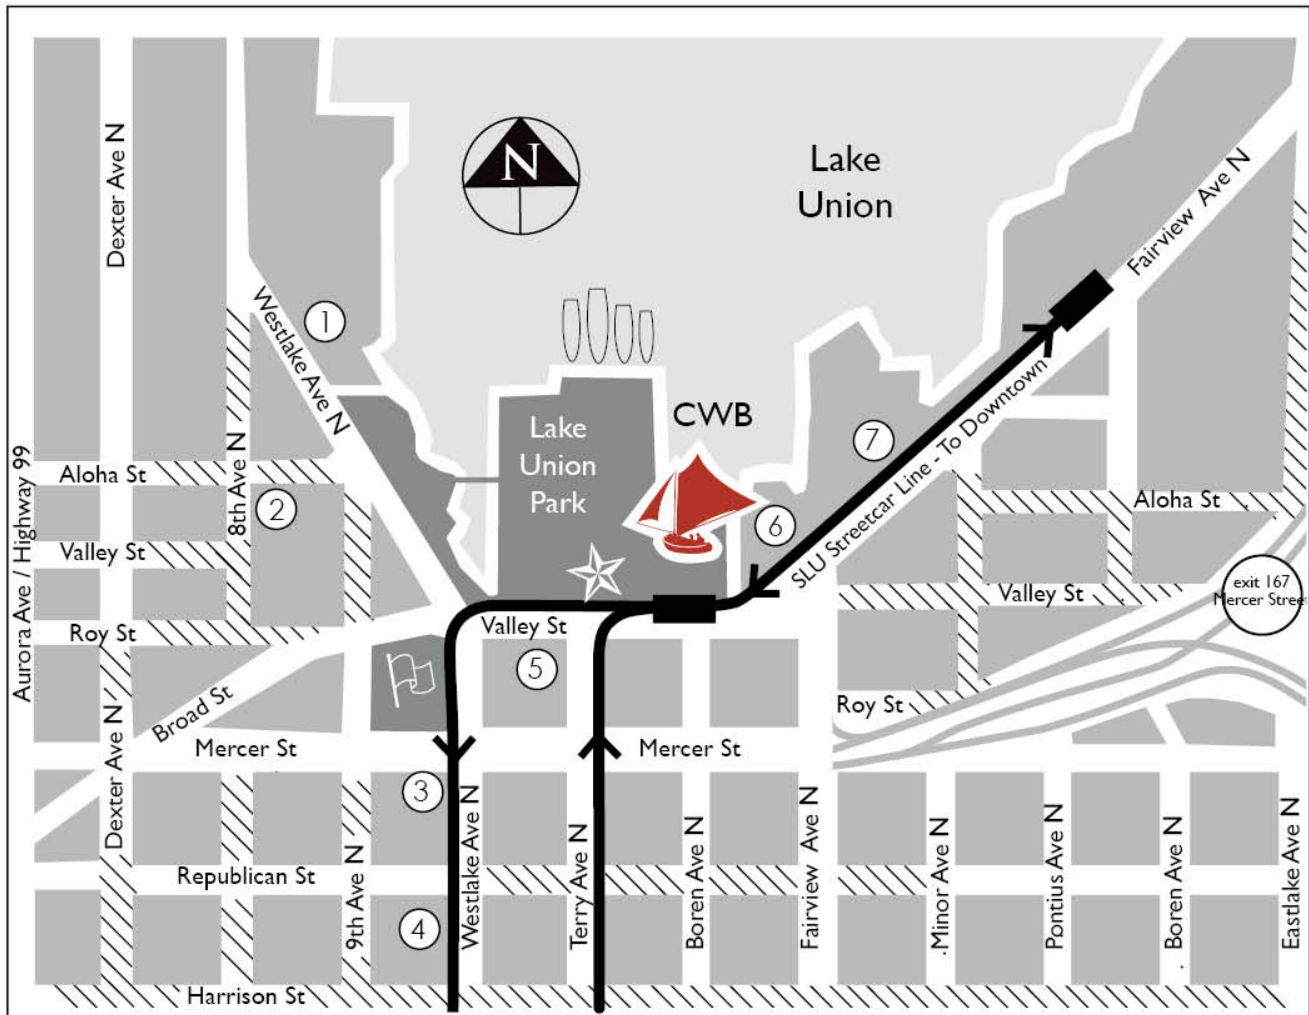 Dexter Ave N
N
Lake
Union
Fairview Ave N
Westlake Ave N
1
8th Ave N
CWB
Lake
Union
Park
7
SLU Streetcar Line - To Downtown
Aurora Ave / Highway 99
Aloha St
2
6
Aloha St
Valley St
exit 167
Mercer Street
Valley St
Roy St
Valley St
5
Broad St
Roy St
Mercer St
Mercer St
Dexter Ave N
3
Republican St
9th Ave N
4
Westlake Ave N
Terry Ave N
Boren Ave N
Fairview Ave N
.Minor Ave N
Pontius Ave N
. Boren Ave N
Eastlake Ave N
Harrison St